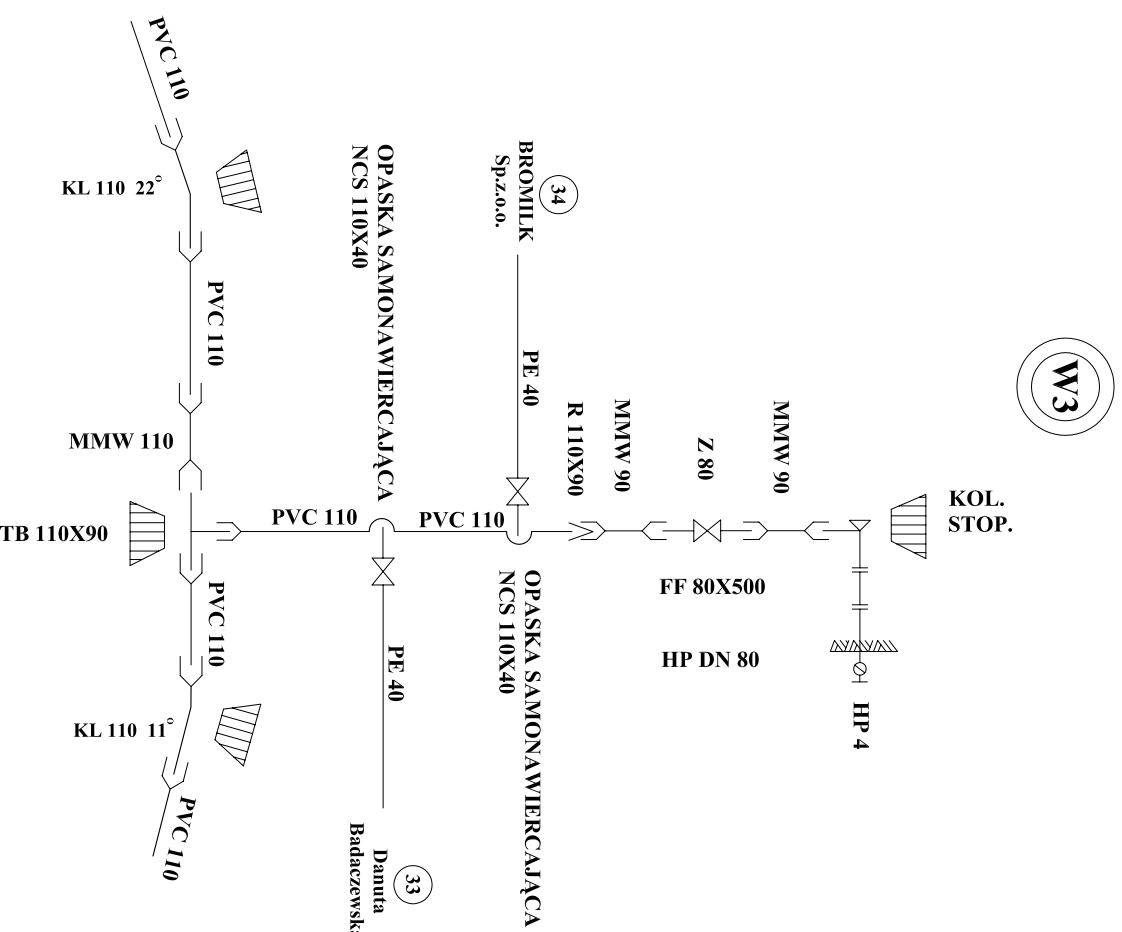 PVC 110
KL 110 22°
PVC 110
MMW 110
TB 110X90
PVC 110
KL 110 11°
PVC 110
PVC 110
OPASKA SAMONAWIERCAJĄCA
NCS 110X40
PE 40
33
Danuta
Badaczewska
34
BROMILK
Sp.z.o.o.
PE 40
PVC 110
OPASKA SAMONAWIERCAJĄCA
NCS 110X40
R 110X90
MMW 90
Z 80
MMW 90
KOL.
STOP.
FF 80X500
HP DN 80
HP 4
W3